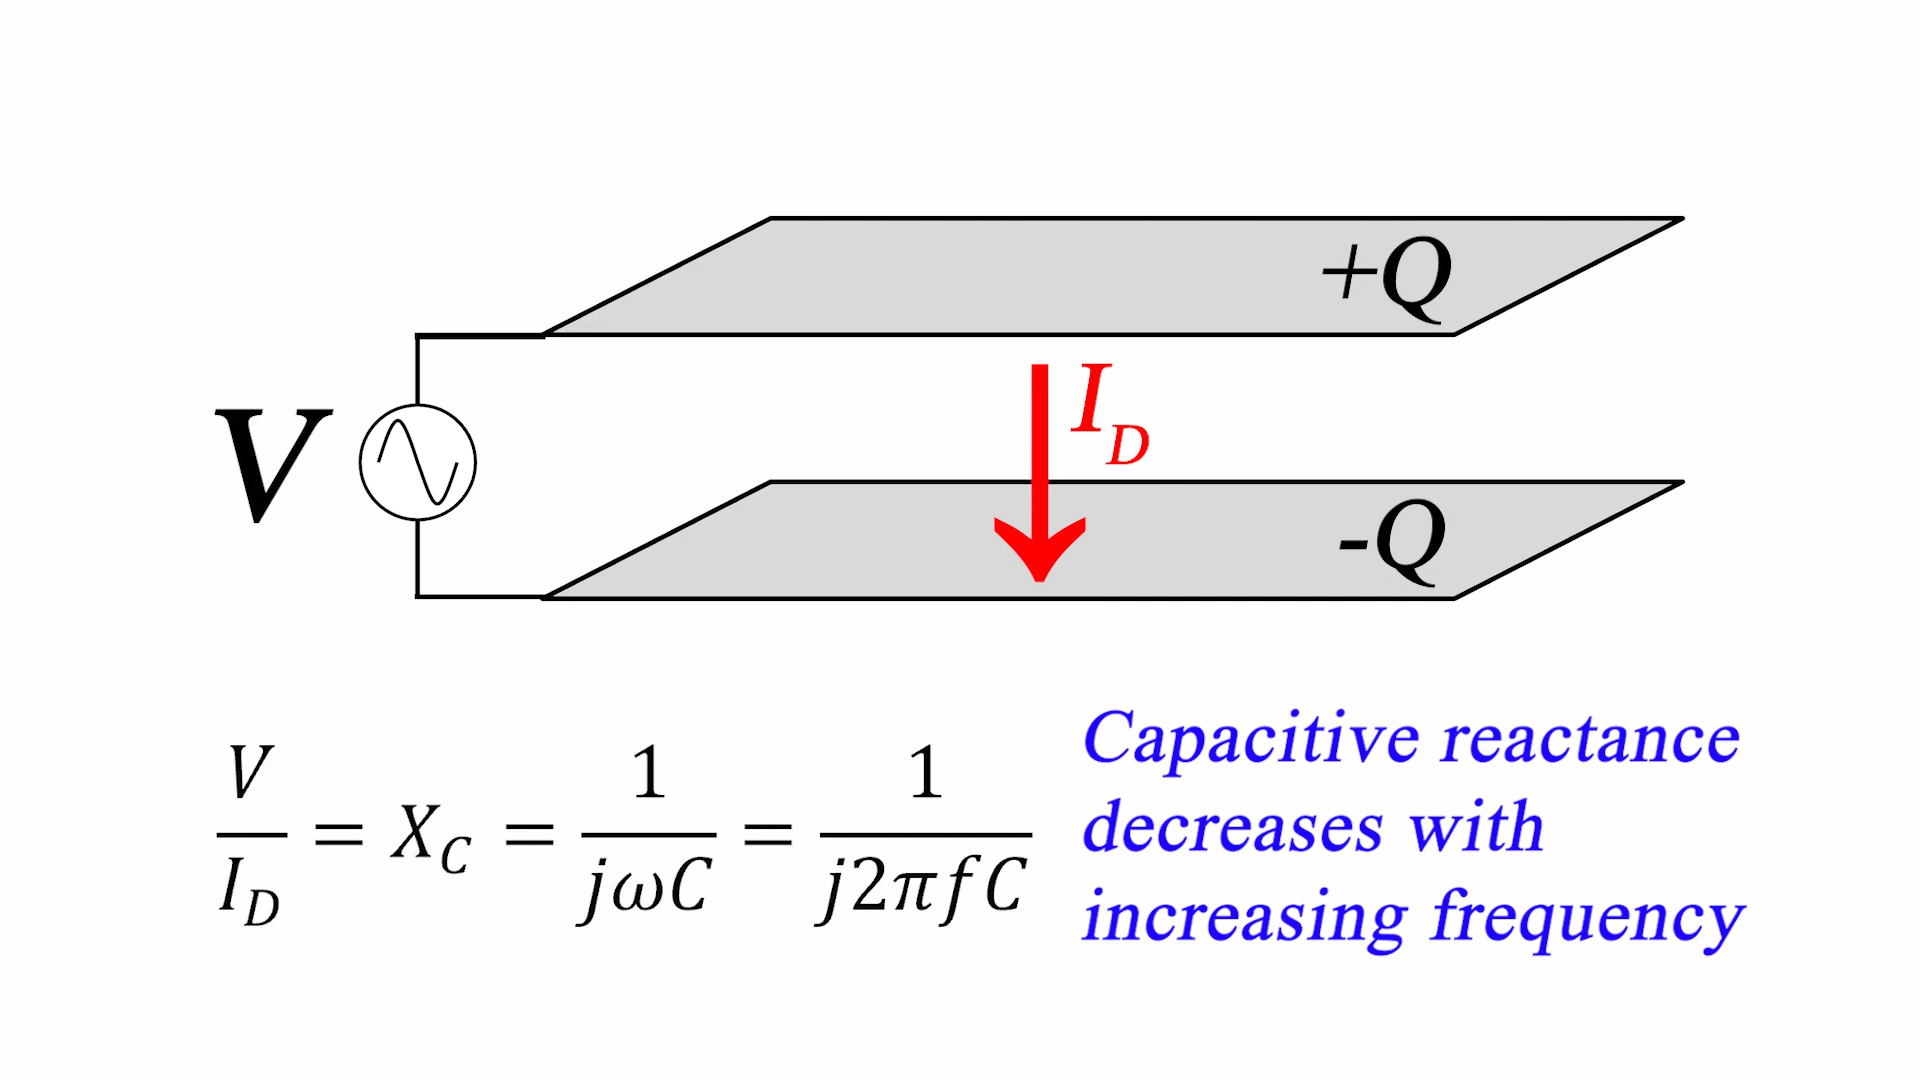 +Q
V
I_D
-Q
V/I_D = X_C = 1/jωC = 1/j2πfC
Capacitive reactance
decreases with
increasing frequency